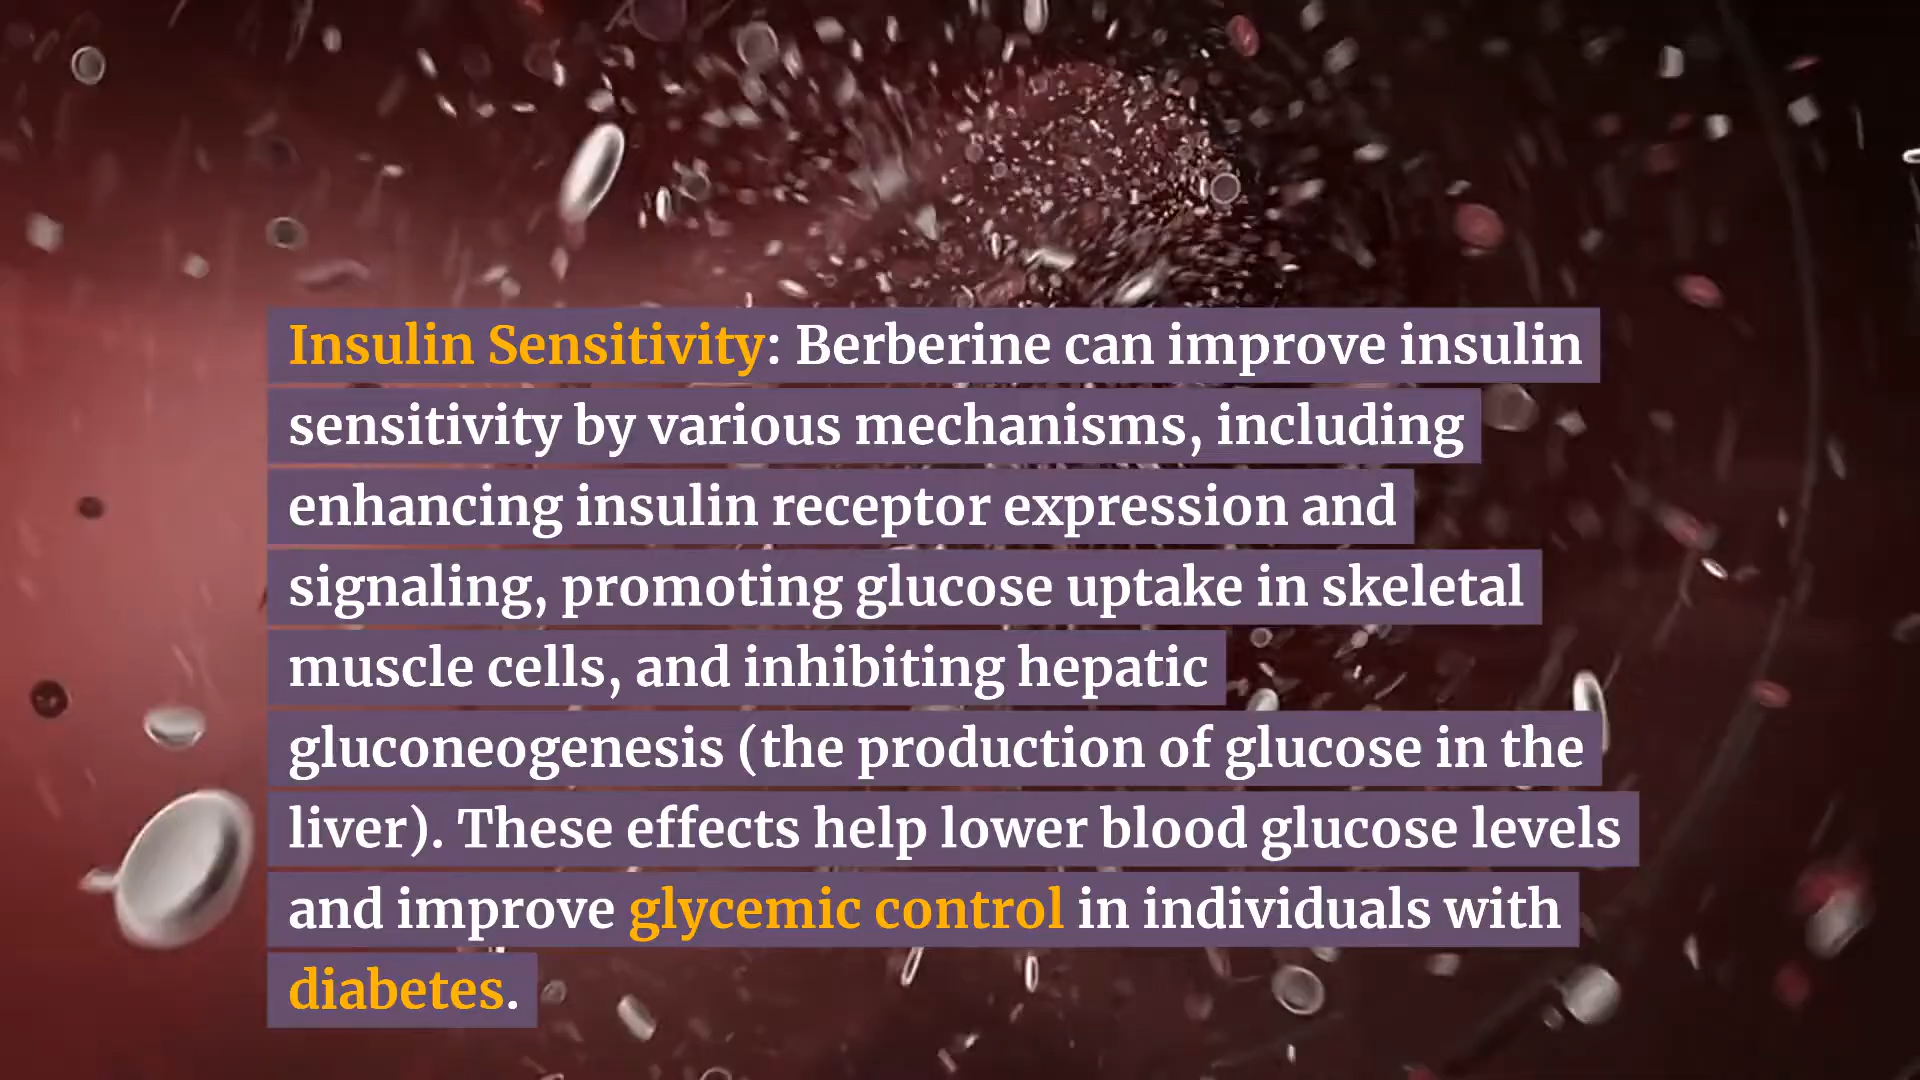 Insulin Sensitivity: Berberine can improve insulin
sensitivity by various mechanisms, including
enhancing insulin receptor expression and
signaling, promoting glucose uptake in skeletal
muscle cells, and inhibiting hepatic
gluconeogenesis (the production of glucose in the
liver). These effects help lower blood glucose levels
and improve glycemic control in individuals with
diabetes.